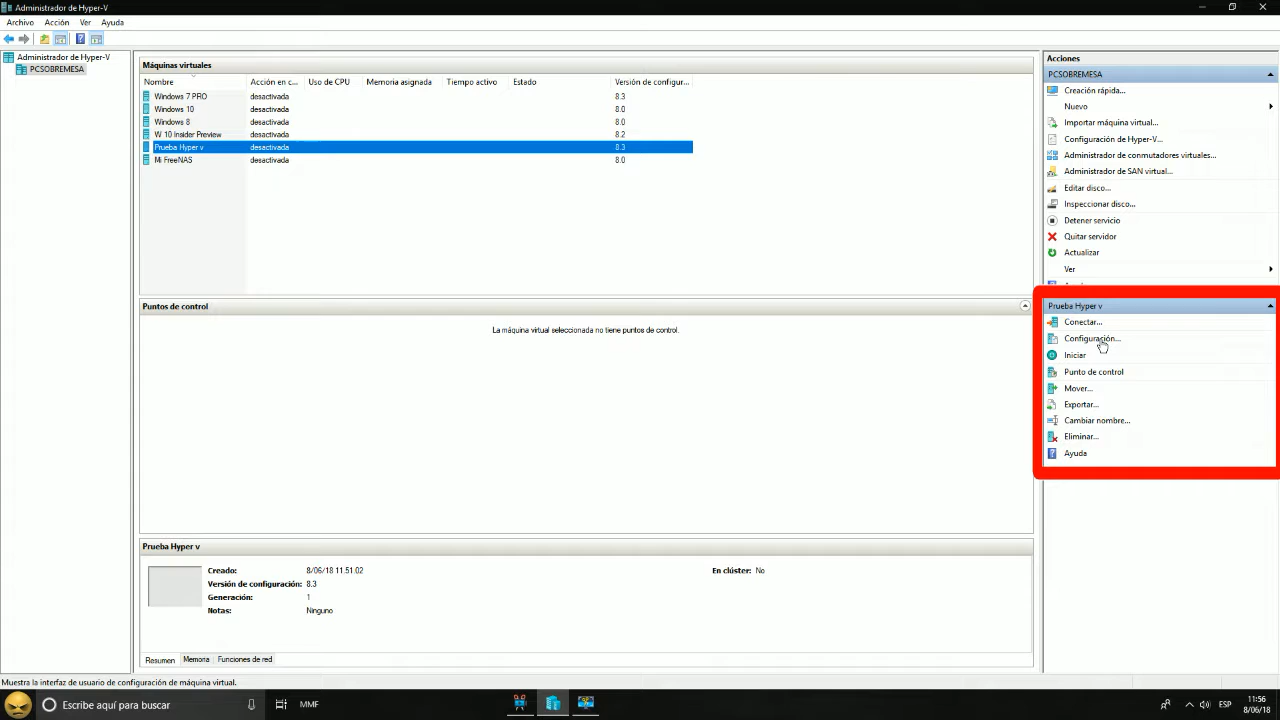 Administrador de Hyper-V
Archivo Acción Ver Ayuda
Administrador de Hyper-V
PCSOBREMESA
Máquinas virtuales
Nombre Acción en c... Uso de CPU Memoria asignada Tiempo activo Estado Versión de configur...
Windows 7 PRO desactivada 8.3
Windows 10 desactivada 8.0
Windows 8 desactivada 8.0
W 10 Insider Preview desactivada 8.2
Prueba Hyper v desactivada 8.3
Mi FreeNAS desactivada 8.0
Puntos de control
La máquina virtual seleccionada no tiene puntos de control.
Prueba Hyper v
Creado: 8/06/18 11.51.02 En clúster: No
Versión de configuración: 8.3
Generación: 1
Notas: Ninguno
Resumen Memoria Funciones de red
Acciones
PCSOBREMESA
Creación rápida...
Nuevo
Importar máquina virtual...
Configuración de Hyper-V...
Administrador de conmutadores virtuales...
Administrador de SAN virtual...
Editar disco...
Inspeccionar disco...
Detener servicio
Quitar servidor
Actualizar
Ver
Prueba Hyper v
Conectar...
Configuración...
Iniciar
Punto de control
Mover...
Exportar...
Cambiar nombre...
Eliminar...
Ayuda
Muestra la interfaz de usuario de configuración de máquina virtual.
Escribe aquí para buscar
MMF
ESP
11:56
8/06/18